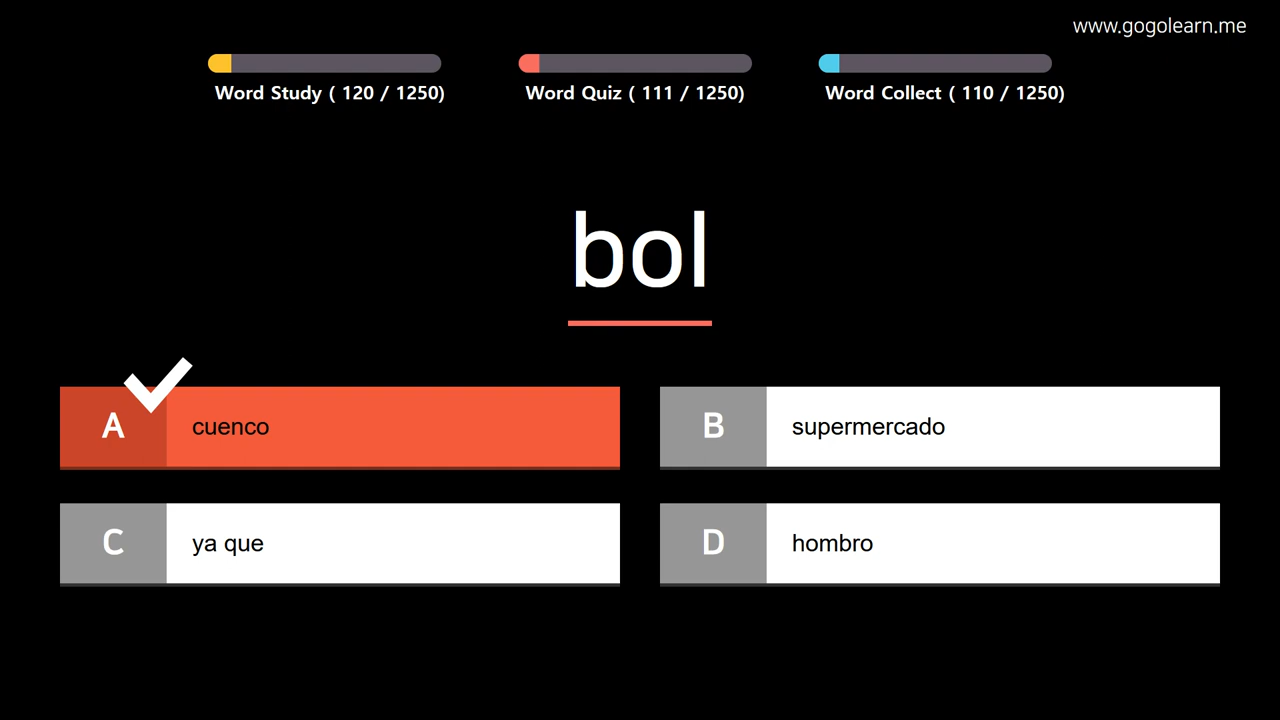 www.gogolearn.me
Word Study ( 120 / 1250)
Word Quiz ( 111 / 1250)
Word Collect ( 110 / 1250)
bol
A
cuenco
B
supermercado
C
ya que
D
hombro